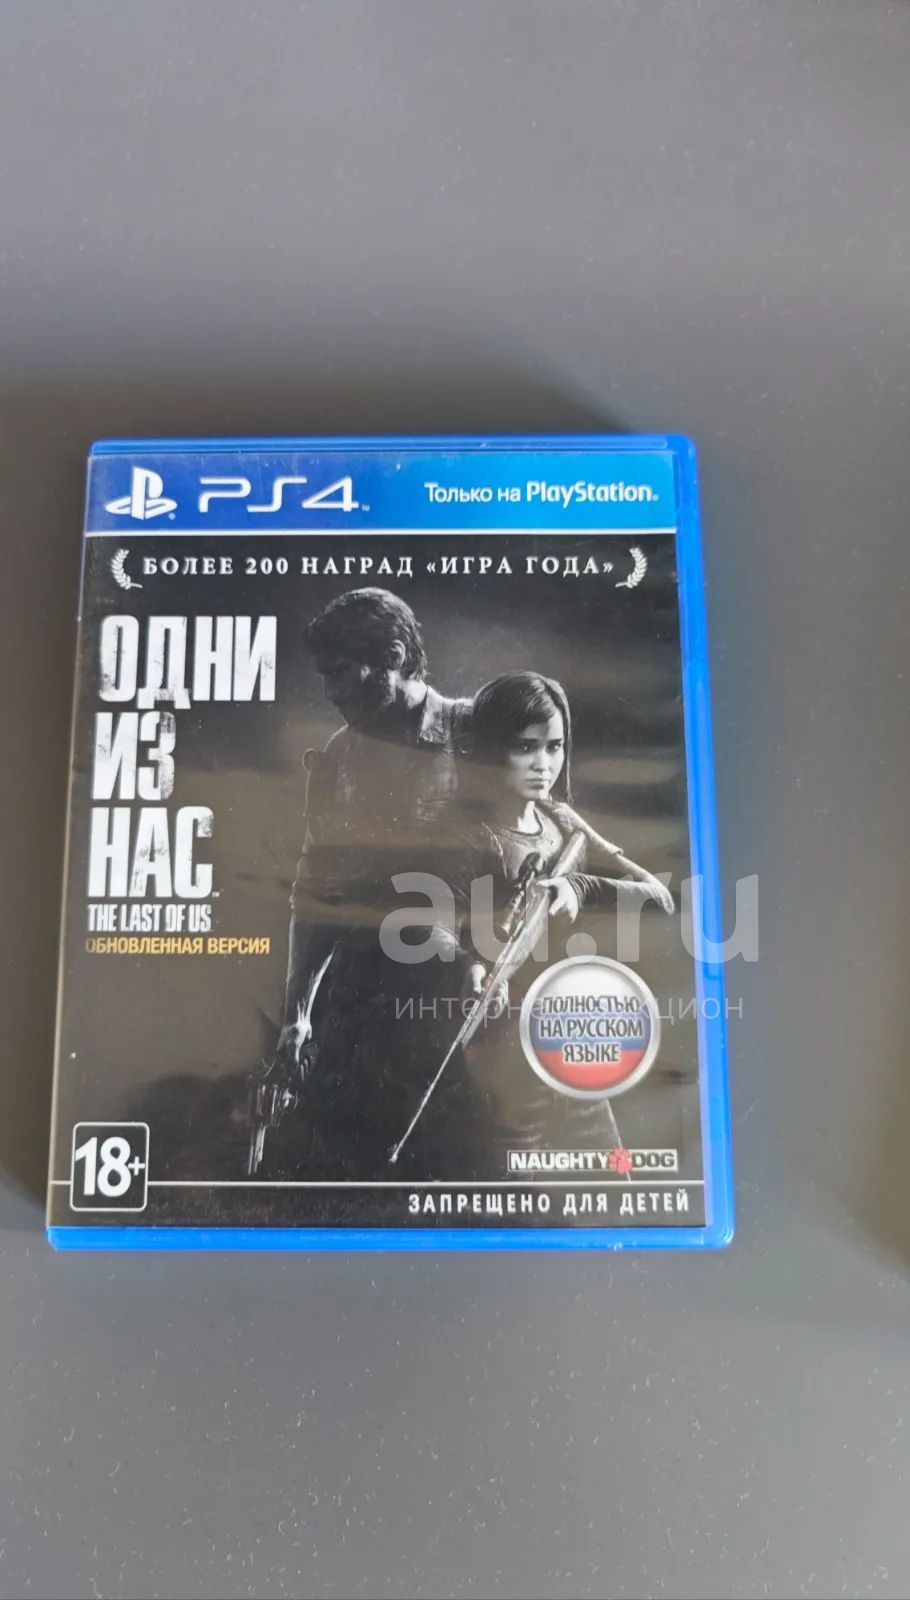 PS4
Только на PlayStation®
БОЛЕЕ 200 НАГРАД «ИГРА ГОДА»
ОДНИ
ИЗ
НАС™
THE LAST OF US
ОБНОВЛЕННАЯ ВЕРСИЯ
au.ru
ПОЛНОСТЬЮ
НА РУССКОМ
ЯЗЫКЕ
18+
NAUGHTY DOG
ЗАПРЕЩЕНО ДЛЯ ДЕТЕЙ